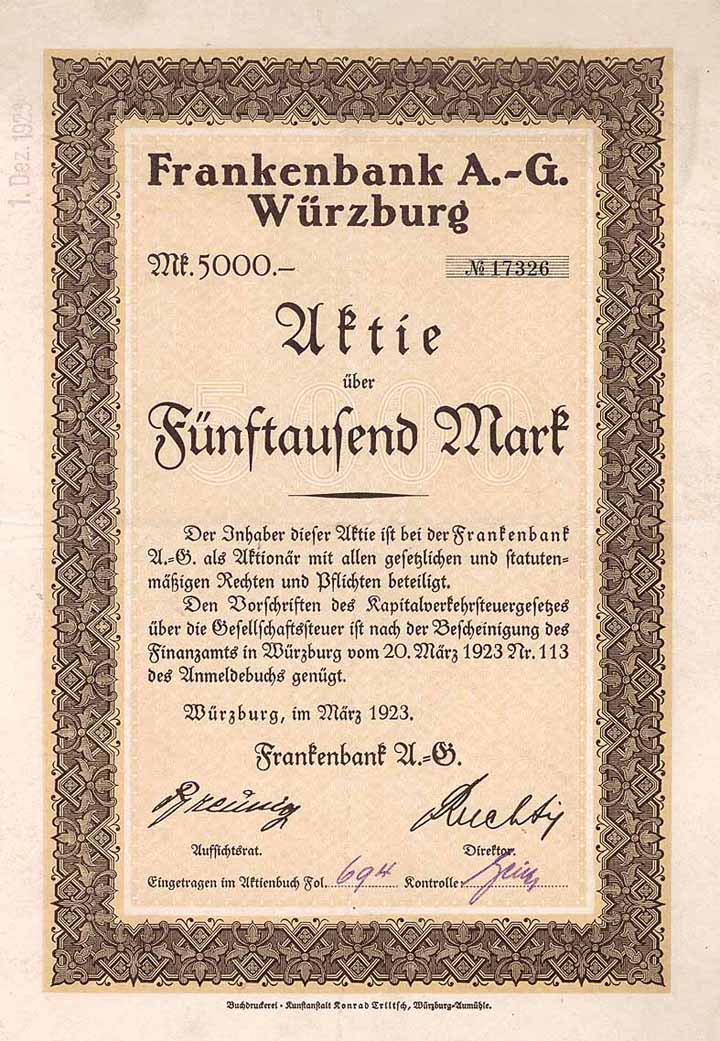 1. Dez. 1923
Frankenbank A.-G.
Würzburg
Mk. 5000.–
№ 17326
Aktie
über
5000
Fünftausend Mark
Der Inhaber dieser Aktie ist bei der Frankenbank
A.=G. als Aktionär mit allen gesetzlichen und statuten=
mäßigen Rechten und Pflichten beteiligt.
Den Vorschriften des Kapitalverkehrsteuergesetzes
über die Gesellschaftssteuer ist nach der Bescheinigung des
Finanzamts in Würzburg vom 20. März 1923 Nr. 113
des Anmeldebuchs genügt.
Würzburg, im März 1923.
Frankenbank A.=G.
Aufsichtsrat.
Direktor.
Eingetragen im Aktienbuch Fol. 694 Kontrolle
Buchdruckerei · Kunstanstalt Konrad Triltsch, Würzburg-Aumühle.